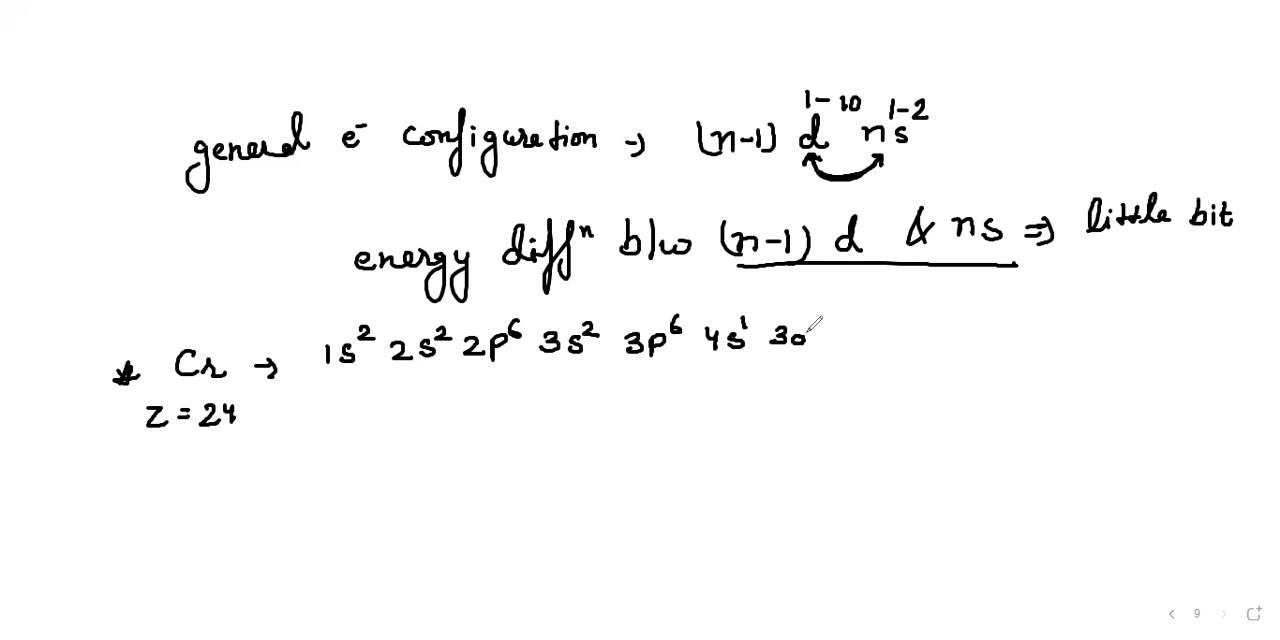 general e⁻ configuration → (n-1) d¹⁻¹⁰ ns¹⁻²
energy diffⁿ b/w (n-1) d & ns ⇒ little bit
* Cr → 1s² 2s² 2p⁶ 3s² 3p⁶ 4s¹ 3
Z = 24
9